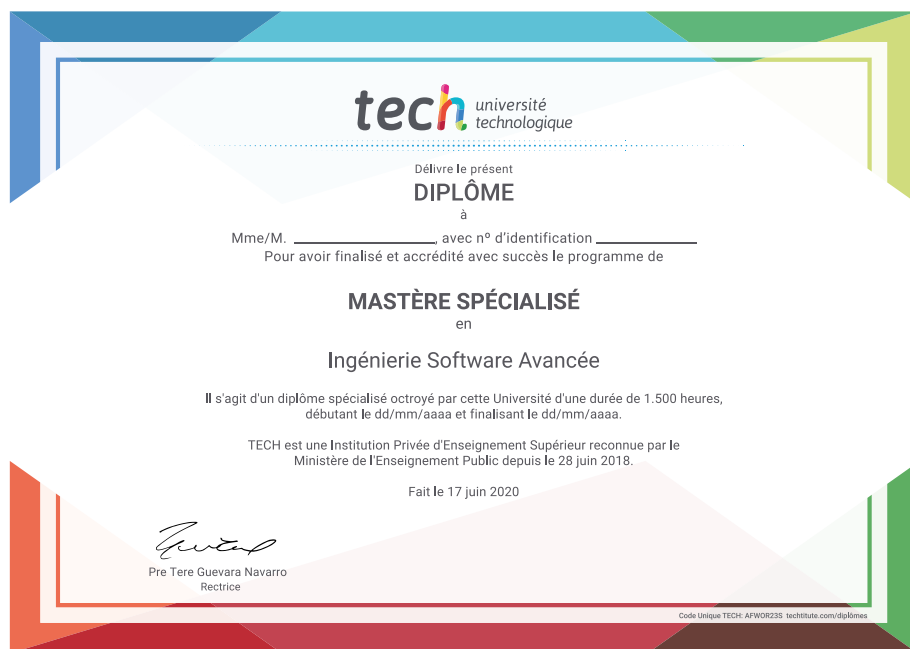 tech université
technologique
Délivre le présent
DIPLÔME
à
Mme/M. ____________, avec nº d'identification ____________
Pour avoir finalisé et accrédité avec succès le programme de
MASTÈRE SPÉCIALISÉ
en
Ingénierie Software Avancée
Il s'agit d'un diplôme spécialisé octroyé par cette Université d'une durée de 1.500 heures,
débutant le dd/mm/aaaa et finalisant le dd/mm/aaaa.
TECH est une Institution Privée d'Enseignement Supérieur reconnue par le
Ministère de l'Enseignement Public depuis le 28 juin 2018.
Fait le 17 juin 2020
Pre Tere Guevara Navarro
Rectrice
Code Unique TECH: AFWOR23S techtitute.com/diplômes